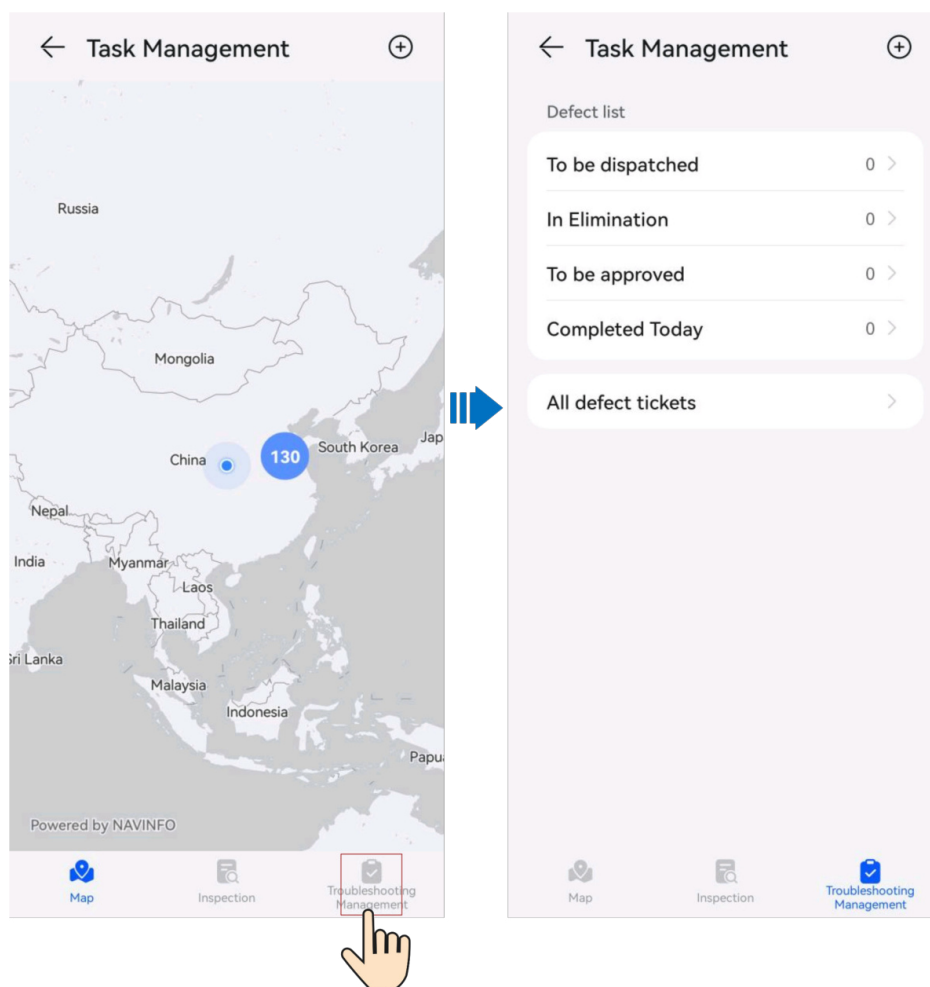 Task Management
Russia
Mongolia
China
130
South Korea
Jap
Nepal
India
Myanmar
Laos
Thailand
Sri Lanka
Malaysia
Indonesia
Papu
Powered by NAVINFO
Map
Inspection
Troubleshooting
Management
Task Management
Defect list
To be dispatched 0
In Elimination 0
To be approved 0
Completed Today 0
All defect tickets
Map
Inspection
Troubleshooting
Management